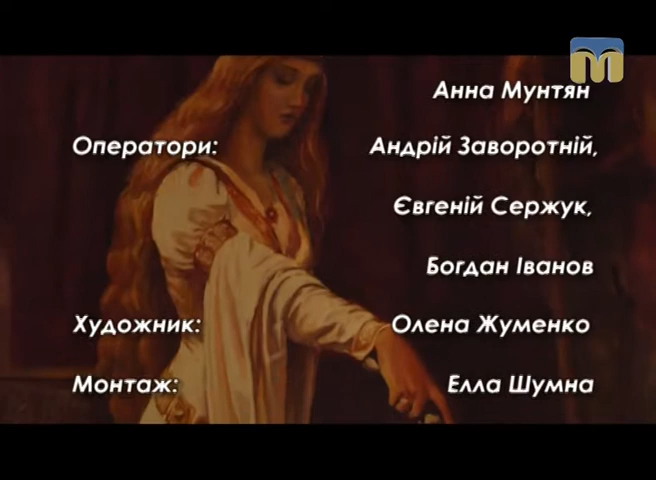 Анна Мунтян
Оператори: Андрій Заворотній,
Євгеній Сержук,
Богдан Іванов
Художник: Олена Жуменко
Монтаж: Елла Шумна